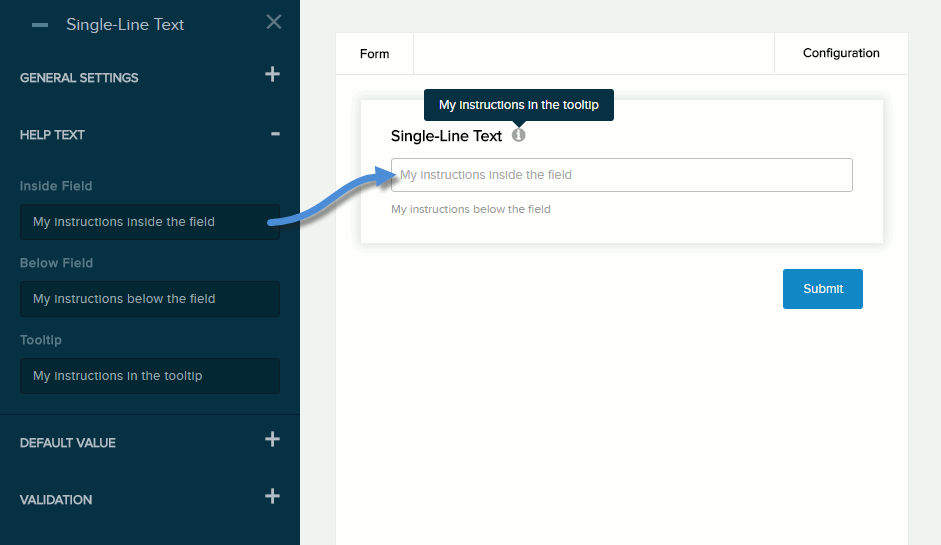 Single-Line Text
GENERAL SETTINGS
HELP TEXT
Inside Field
My instructions inside the field
Below Field
My instructions below the field
Tooltip
My instructions in the tooltip
DEFAULT VALUE
VALIDATION
Form
Configuration
My instructions in the tooltip
Single-Line Text
My instructions inside the field
My instructions below the field
Submit